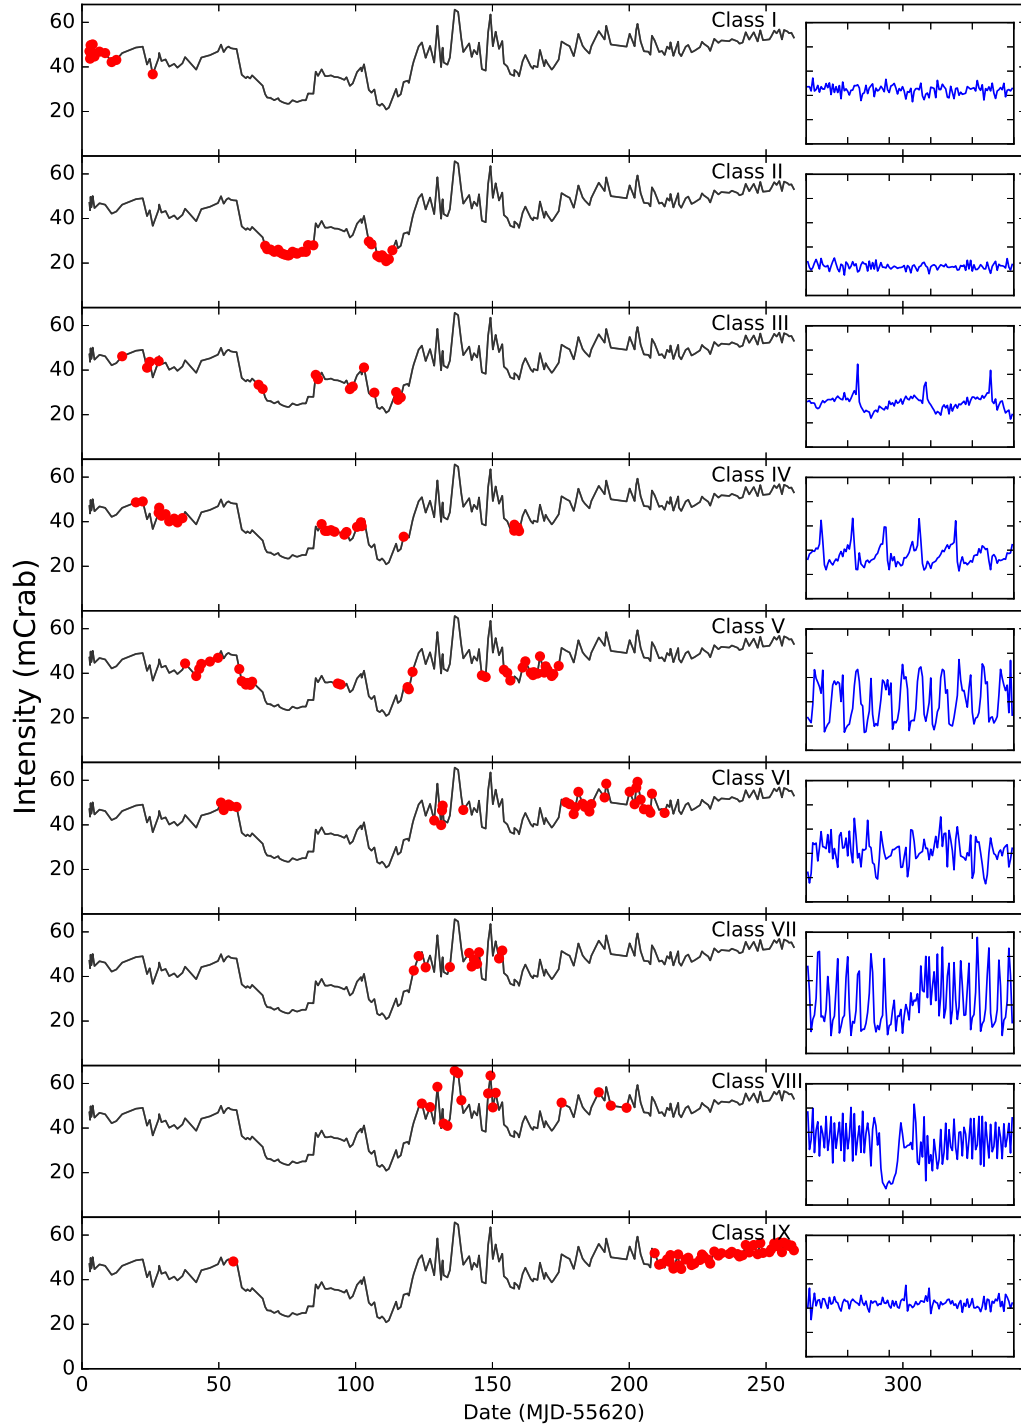 Class I
60
40
20
Class II
60
40
20
Class III
60
40
20
Class IV
60
40
20
Intensity (mCrab)
Class V
60
40
20
Class VI
60
40
20
Class VII
60
40
20
Class VIII
60
40
20
Class IX
60
40
20
0
0 50 100 150 200 250 300
Date (MJD-55620)